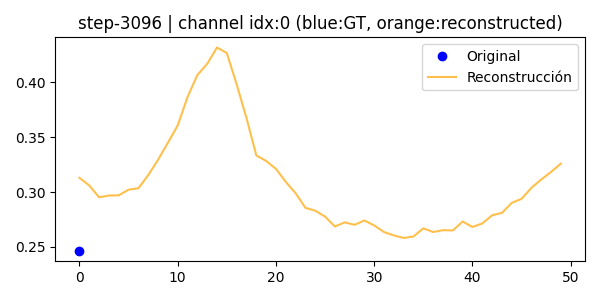 step-3096 | channel idx:0 (blue:GT, orange:reconstructed)
Original
Reconstrucción
0.40
0.35
0.30
0.25
0 10 20 30 40 50